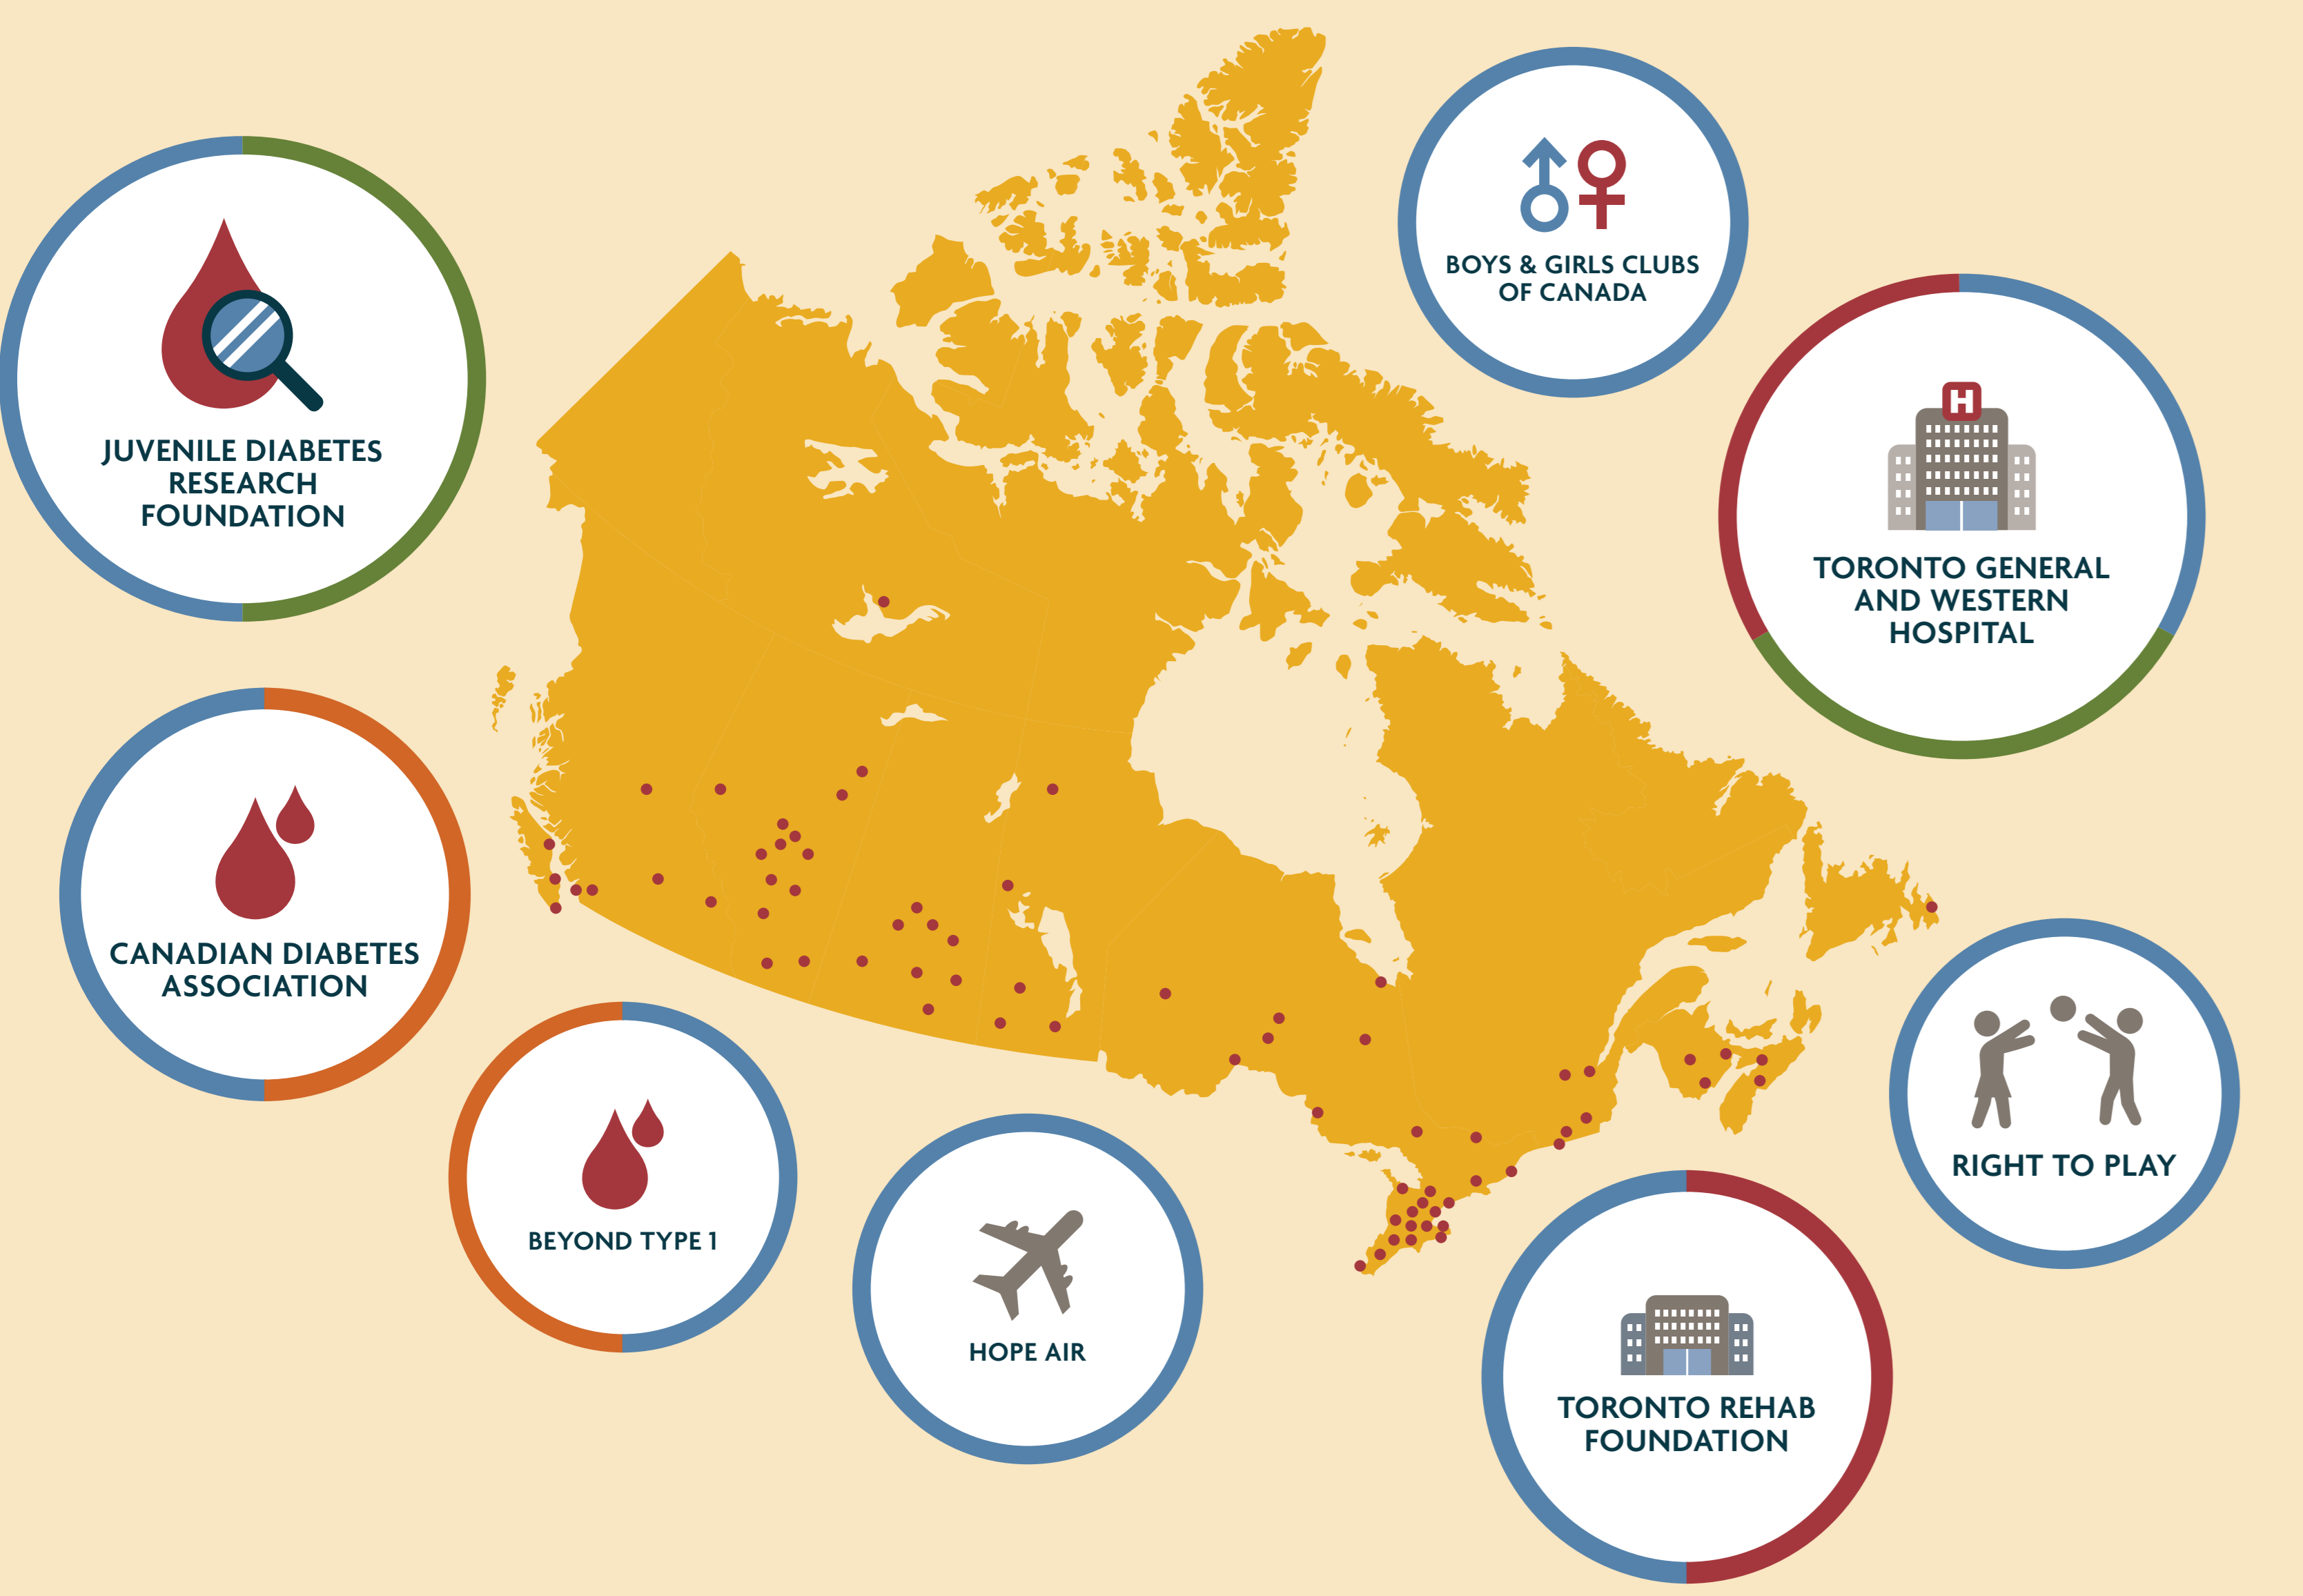 BOYS & GIRLS CLUBS
OF CANADA
JUVENILE DIABETES
RESEARCH
FOUNDATION
H
TORONTO GENERAL
AND WESTERN
HOSPITAL
CANADIAN DIABETES
ASSOCIATION
RIGHT TO PLAY
BEYOND TYPE 1
HOPE AIR
TORONTO REHAB
FOUNDATION